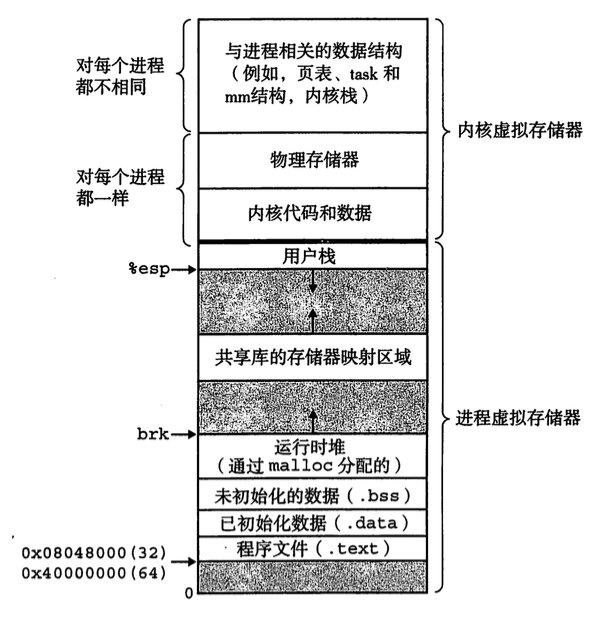 对每个进程
都不相同
与进程相关的数据结构
（例如，页表、task 和
mm结构，内核栈）
内核虚拟存储器
对每个进程
都一样
物理存储器
内核代码和数据
用户栈
%esp
共享库的存储器映射区域
进程虚拟存储器
brk
运行时堆
（通过 malloc 分配的）
未初始化的数据（.bss）
已初始化数据（.data）
程序文件（.text）
0x08048000(32)
0x40000000(64)
0